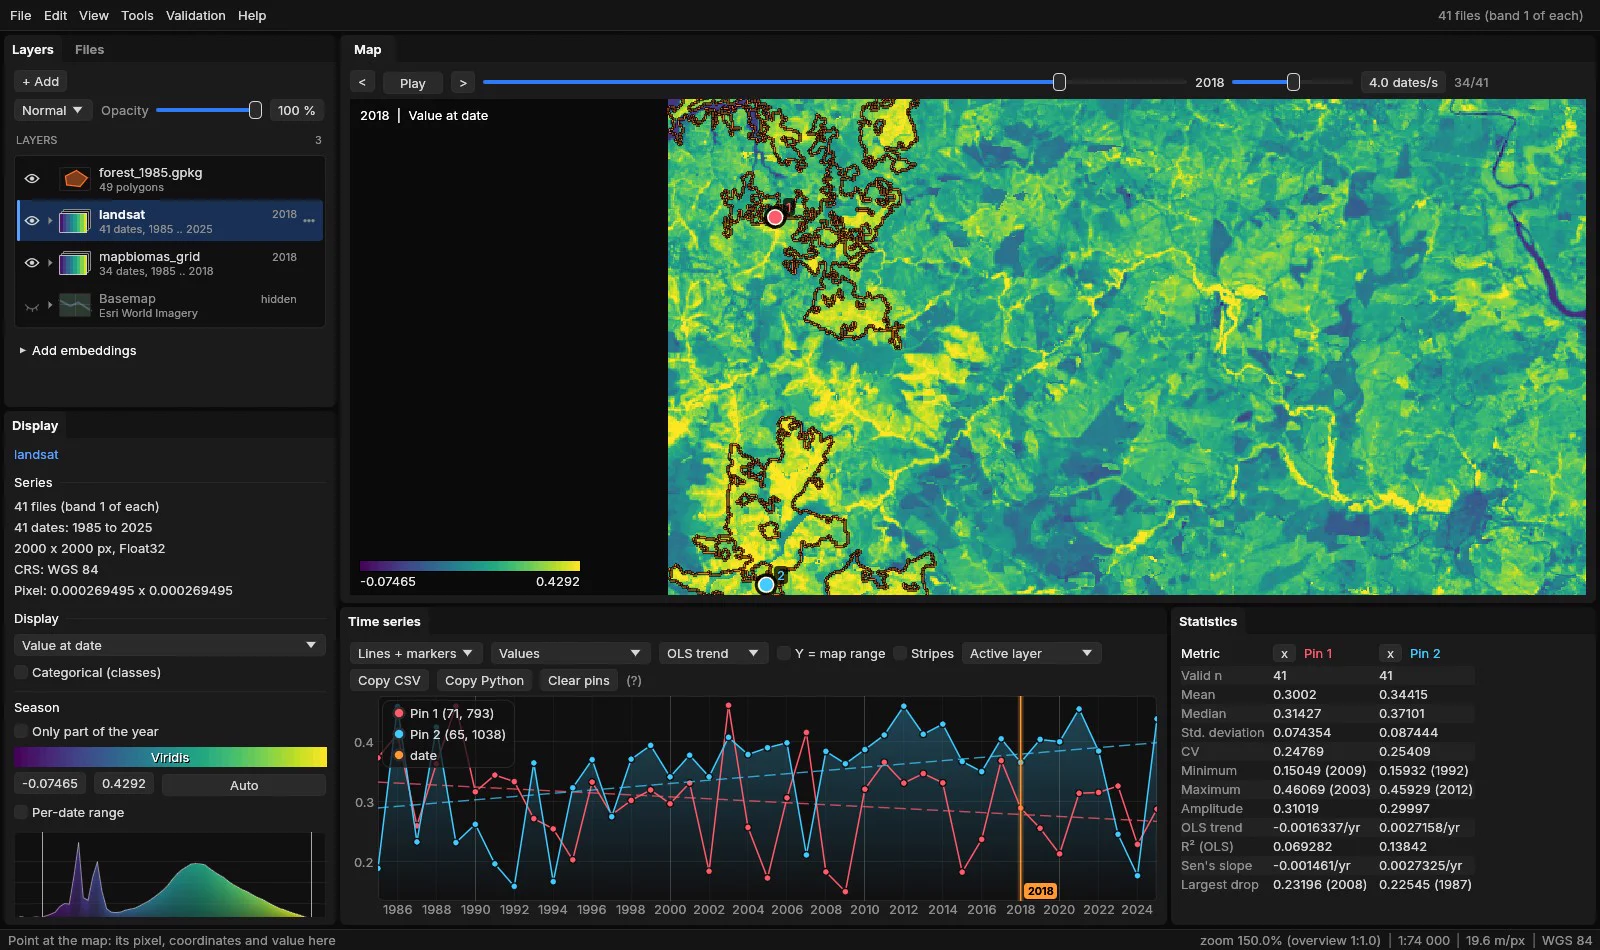 File Edit View Tools Validation Help
41 files (band 1 of each)
Layers Files
+ Add
Normal Opacity 100 %
LAYERS 3
forest_1985.gpkg
49 polygons
landsat 2018
41 dates, 1985 .. 2025
mapbiomas_grid 2018
34 dates, 1985 .. 2018
Basemap hidden
Esri World Imagery
Add embeddings
Display
landsat
Series
41 files (band 1 of each)
41 dates: 1985 to 2025
2000 x 2000 px, Float32
CRS: WGS 84
Pixel: 0.000269495 x 0.000269495
Display
Value at date
Categorical (classes)
Season
Only part of the year
Viridis
-0.07465 0.4292 Auto
Per-date range
Map
< Play > 2018 4.0 dates/s 34/41
2018 | Value at date
1
2
-0.07465 0.4292
Time series
Lines + markers Values OLS trend Y = map range Stripes Active layer
Copy CSV Copy Python Clear pins (?)
Pin 1 (71, 793)
Pin 2 (65, 1038)
date
0.4
0.3
0.2
2018
1986 1988 1990 1992 1994 1996 1998 2000 2002 2004 2006 2008 2010 2012 2014 2016 2018 2020 2022 2024
Statistics
Metric x Pin 1 x Pin 2
Valid n 41 41
Mean 0.3002 0.34415
Median 0.31427 0.37101
Std. deviation 0.074354 0.087444
CV 0.24769 0.25409
Minimum 0.15049 (2009) 0.15932 (1992)
Maximum 0.46069 (2003) 0.45929 (2012)
Amplitude 0.31019 0.29997
OLS trend -0.0016337/yr 0.0027158/yr
R² (OLS) 0.069282 0.13842
Sen's slope -0.001461/yr 0.0027325/yr
Largest drop 0.23196 (2008) 0.22545 (1987)
Point at the map: its pixel, coordinates and value here
zoom 150.0% (overview 1:1.0) | 1:74 000 | 19.6 m/px | WGS 84